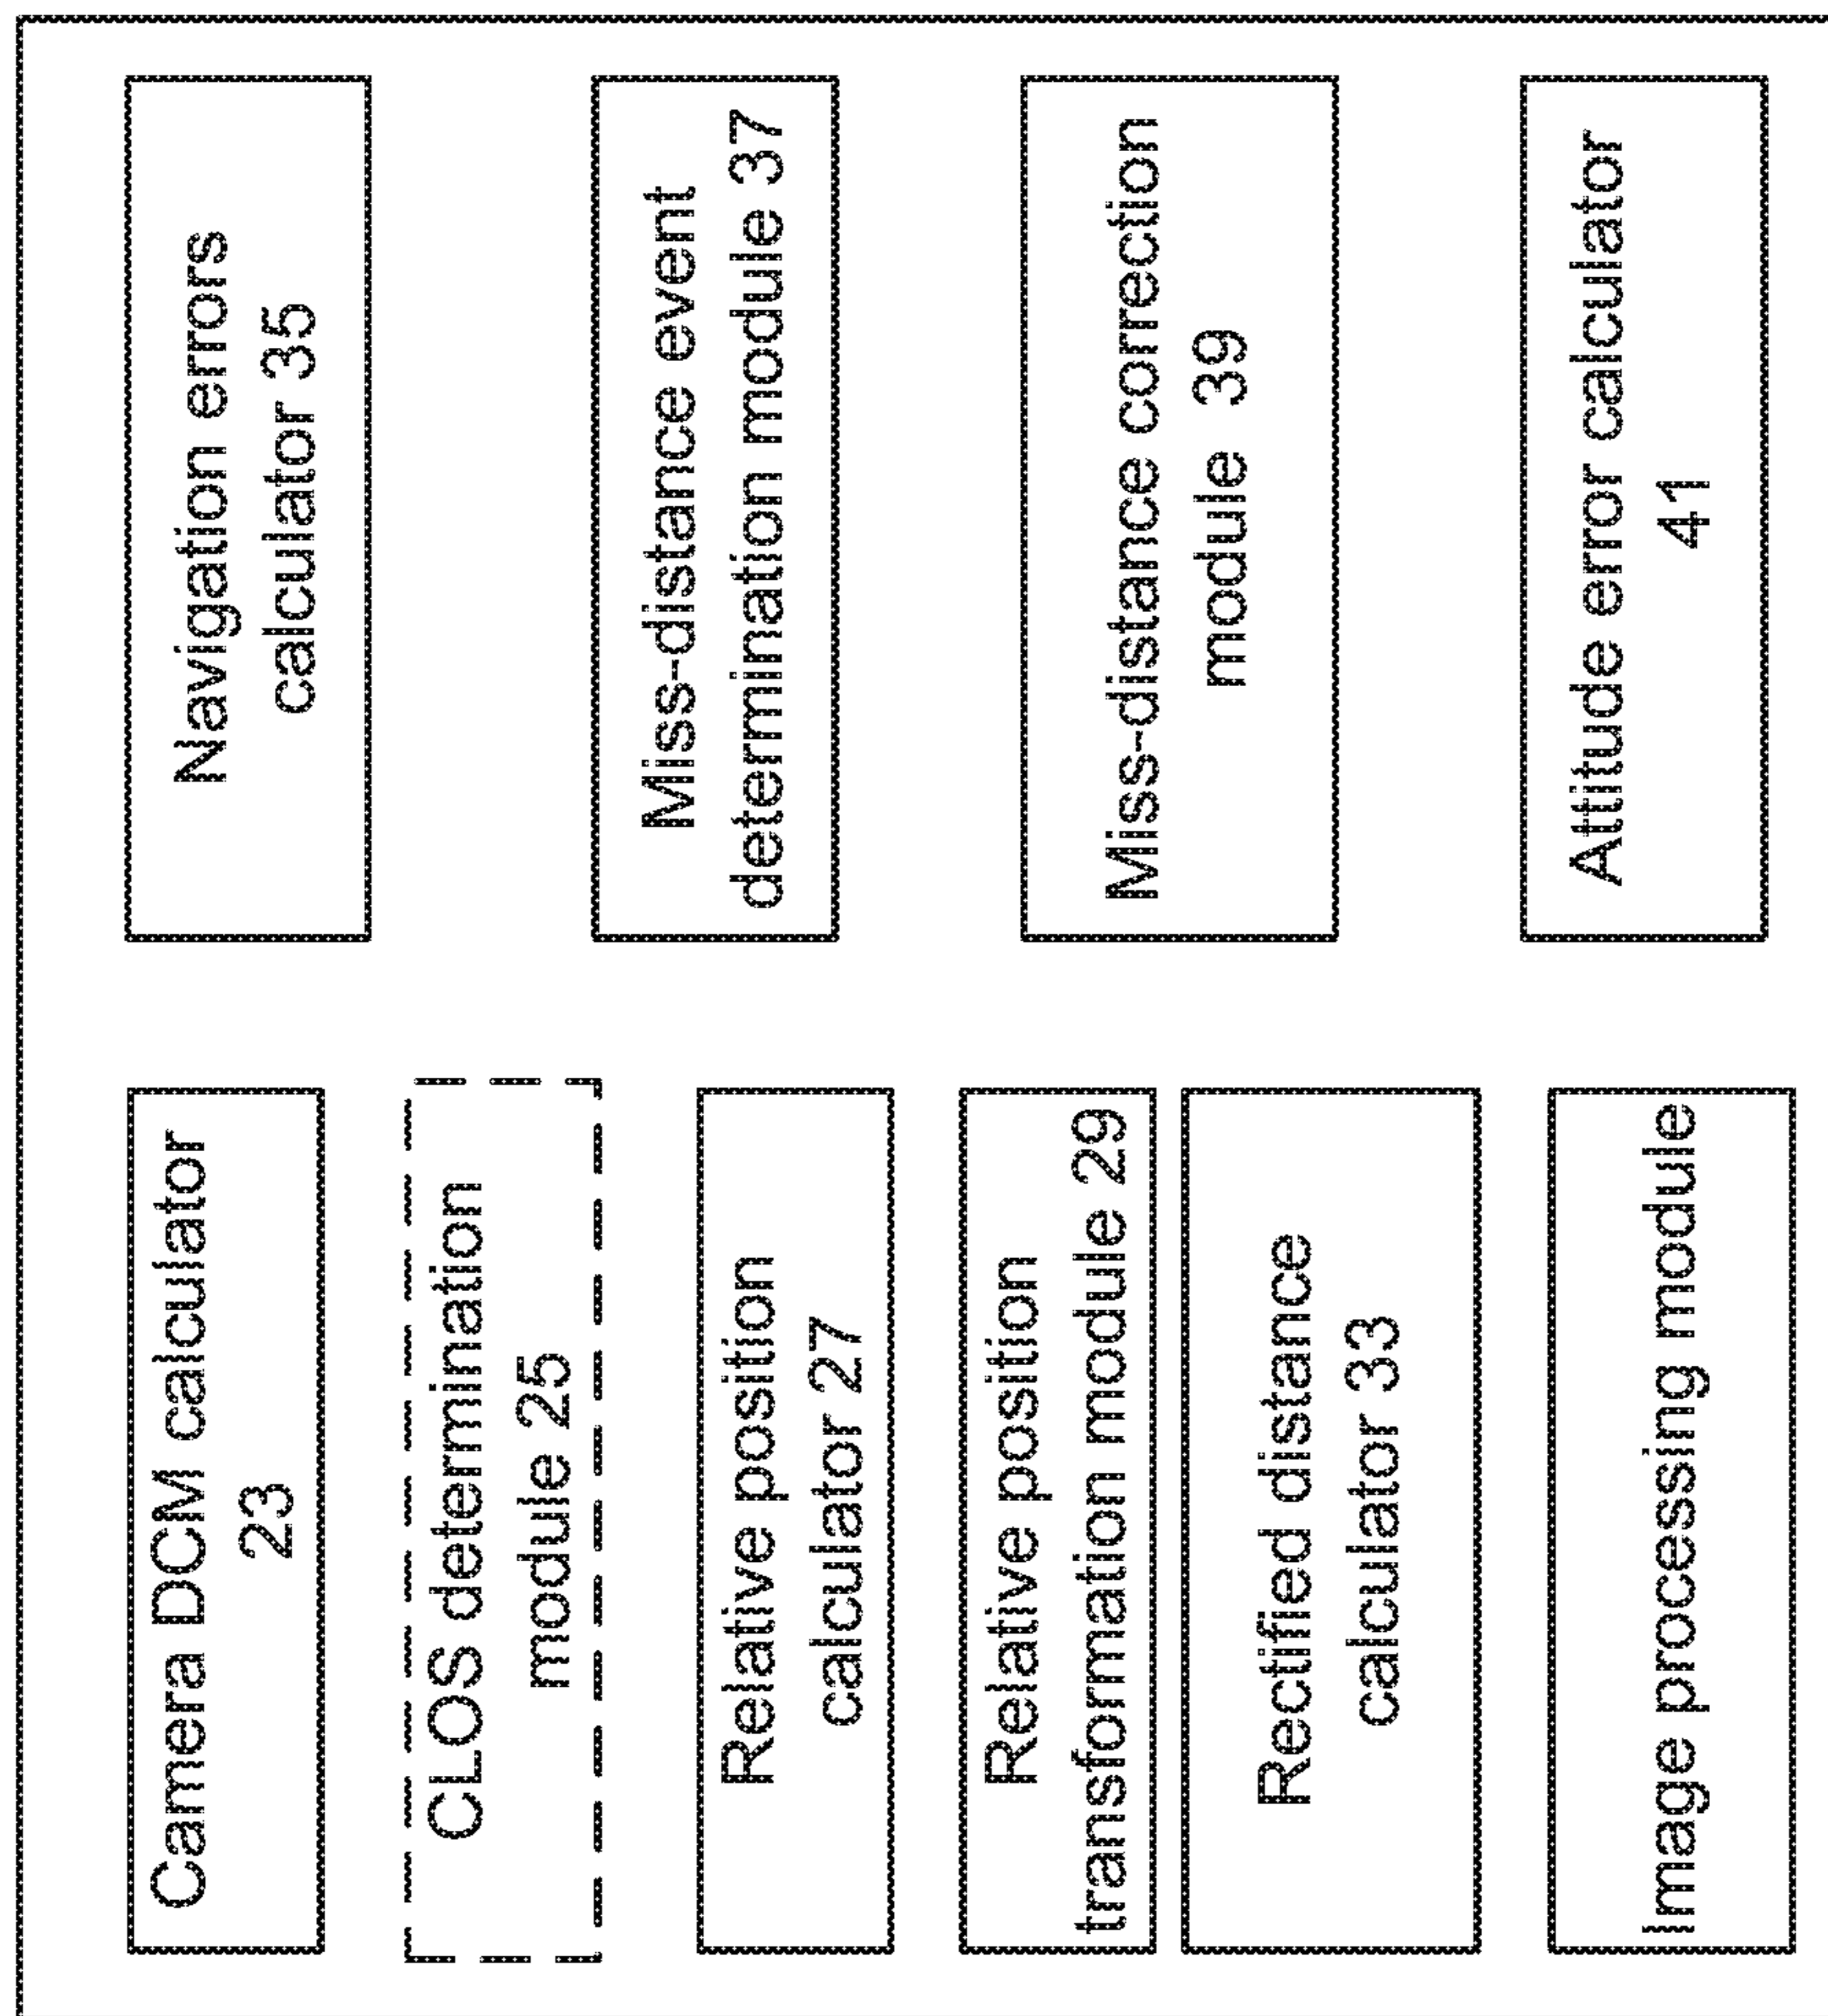 Camera DCM calculator
23
CLOS determination
module 25
Relative position
calculator 27
Relative position
transformation module 29
Rectified distance
calculator 33
Image processing module
Navigation errors
calculator 35
Miss-distance event
determination module 37
Miss-distance correction
module 39
Attitude error calculator
41